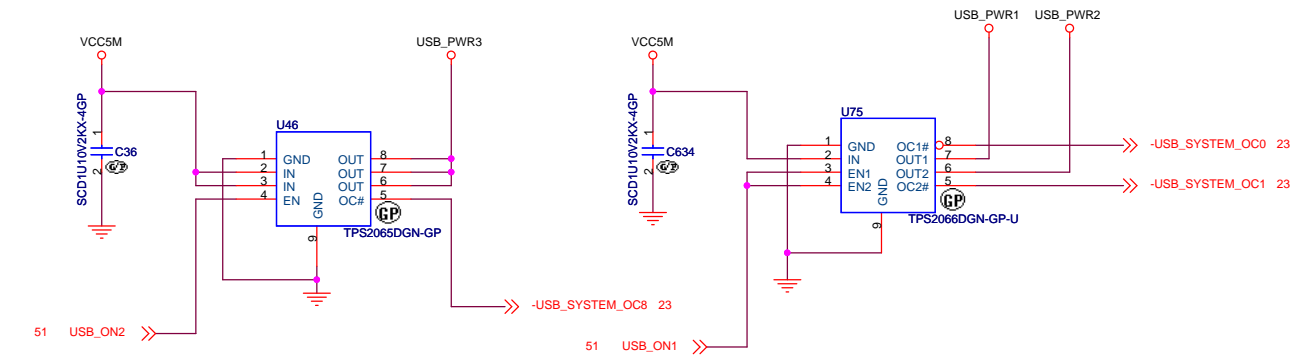 VCC5M
USB_PWR3
SCD1U10V2KX-4GP
1
2
C36
GP
U46
1 GND OUT 8
2 IN OUT 7
3 IN OUT 6
4 EN OC# 5
GND
9
GP
TPS2065DGN-GP
-USB_SYSTEM_OC8 23
51 USB_ON2
USB_PWR1 USB_PWR2
VCC5M
SCD1U10V2KX-4GP
1
2
C634
GP
U75
1 GND OC1# 8
2 IN OUT1 7
3 EN1 OUT2 6
4 EN2 OC2# 5
GND
9
GP
TPS2066DGN-GP-U
-USB_SYSTEM_OC0 23
-USB_SYSTEM_OC1 23
51 USB_ON1